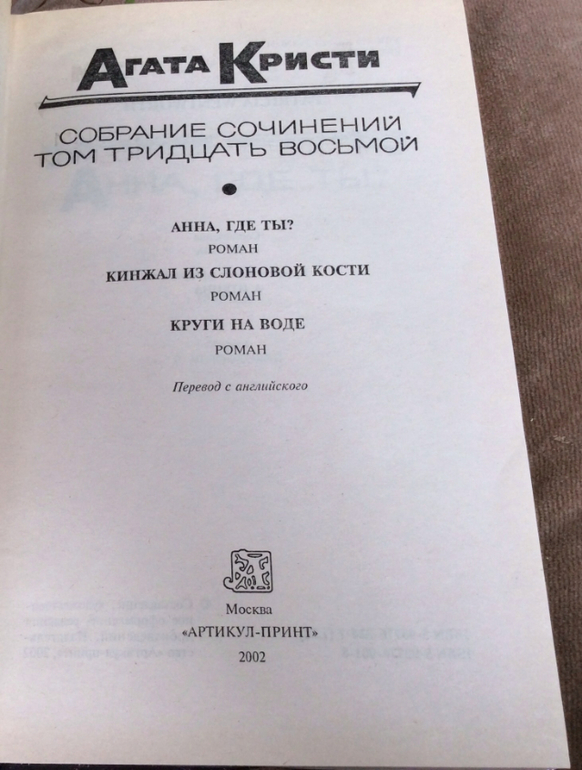 АГАТА КРИСТИ
СОБРАНИЕ СОЧИНЕНИЙ
ТОМ ТРИДЦАТЬ ВОСЬМОЙ
АННА, ГДЕ ТЫ?
РОМАН
КИНЖАЛ ИЗ СЛОНОВОЙ КОСТИ
РОМАН
КРУГИ НА ВОДЕ
РОМАН
Перевод с английского
Москва
«АРТИКУЛ-ПРИНТ»
2002